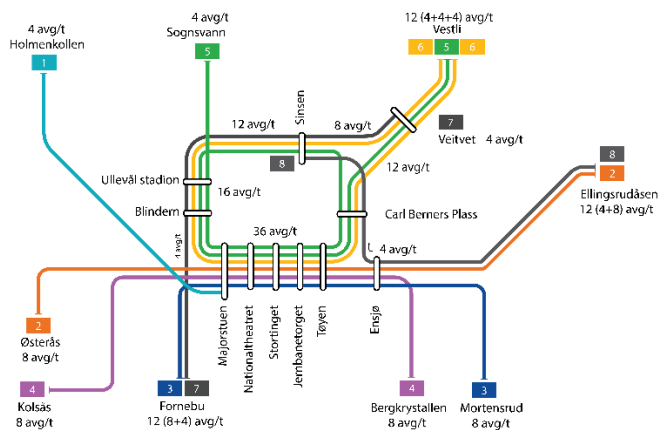 4 avg/t
Holmenkollen
1
4 avg/t
Sognsvann
5
12 (4+4+4) avg/t
Vestli
6 5 6
Sinsen
12 avg/t
8 avg/t
7
Veitvet 4 avg/t
8
12 avg/t
8
2
Ellingsrudåsen
12 (4+8) avg/t
Ullevål stadion
16 avg/t
Blindern
Carl Berners Plass
36 avg/t
4 avg/t
4 avg/t
Majorstuen
Nationaltheatret
Stortinget
Jernbanetorget
Tøyen
Ensjø
2
Østerås
8 avg/t
4
Kolsås
8 avg/t
3 7
Fornebu
12 (8+4) avg/t
4
Bergkrystallen
8 avg/t
3
Mortensrud
8 avg/t